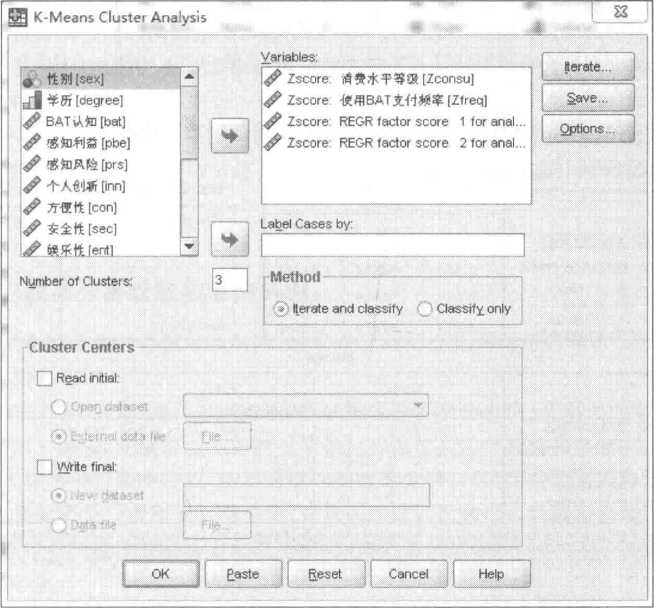 K-Means Cluster Analysis
性别 [sex]
学历 [degree]
BAT认知 [bat]
感知利益 [pbe]
感知风险 [prs]
个人创新 [inn]
方便性 [con]
安全性 [sec]
娱乐性 [ent]
Variables:
Zscore: 消费水平等级 [Zconsu]
Zscore: 使用BAT支付频率 [Zfreq]
Zscore: REGR factor score 1 for anal...
Zscore: REGR factor score 2 for anal...
Iterate...
Save...
Options...
Label Cases by:
Number of Clusters: 3
Method
Iterate and classify Classify only
Cluster Centers
Read initial:
Open dataset
External data file File...
Write final:
New dataset
Data file File...
OK Paste Reset Cancel Help